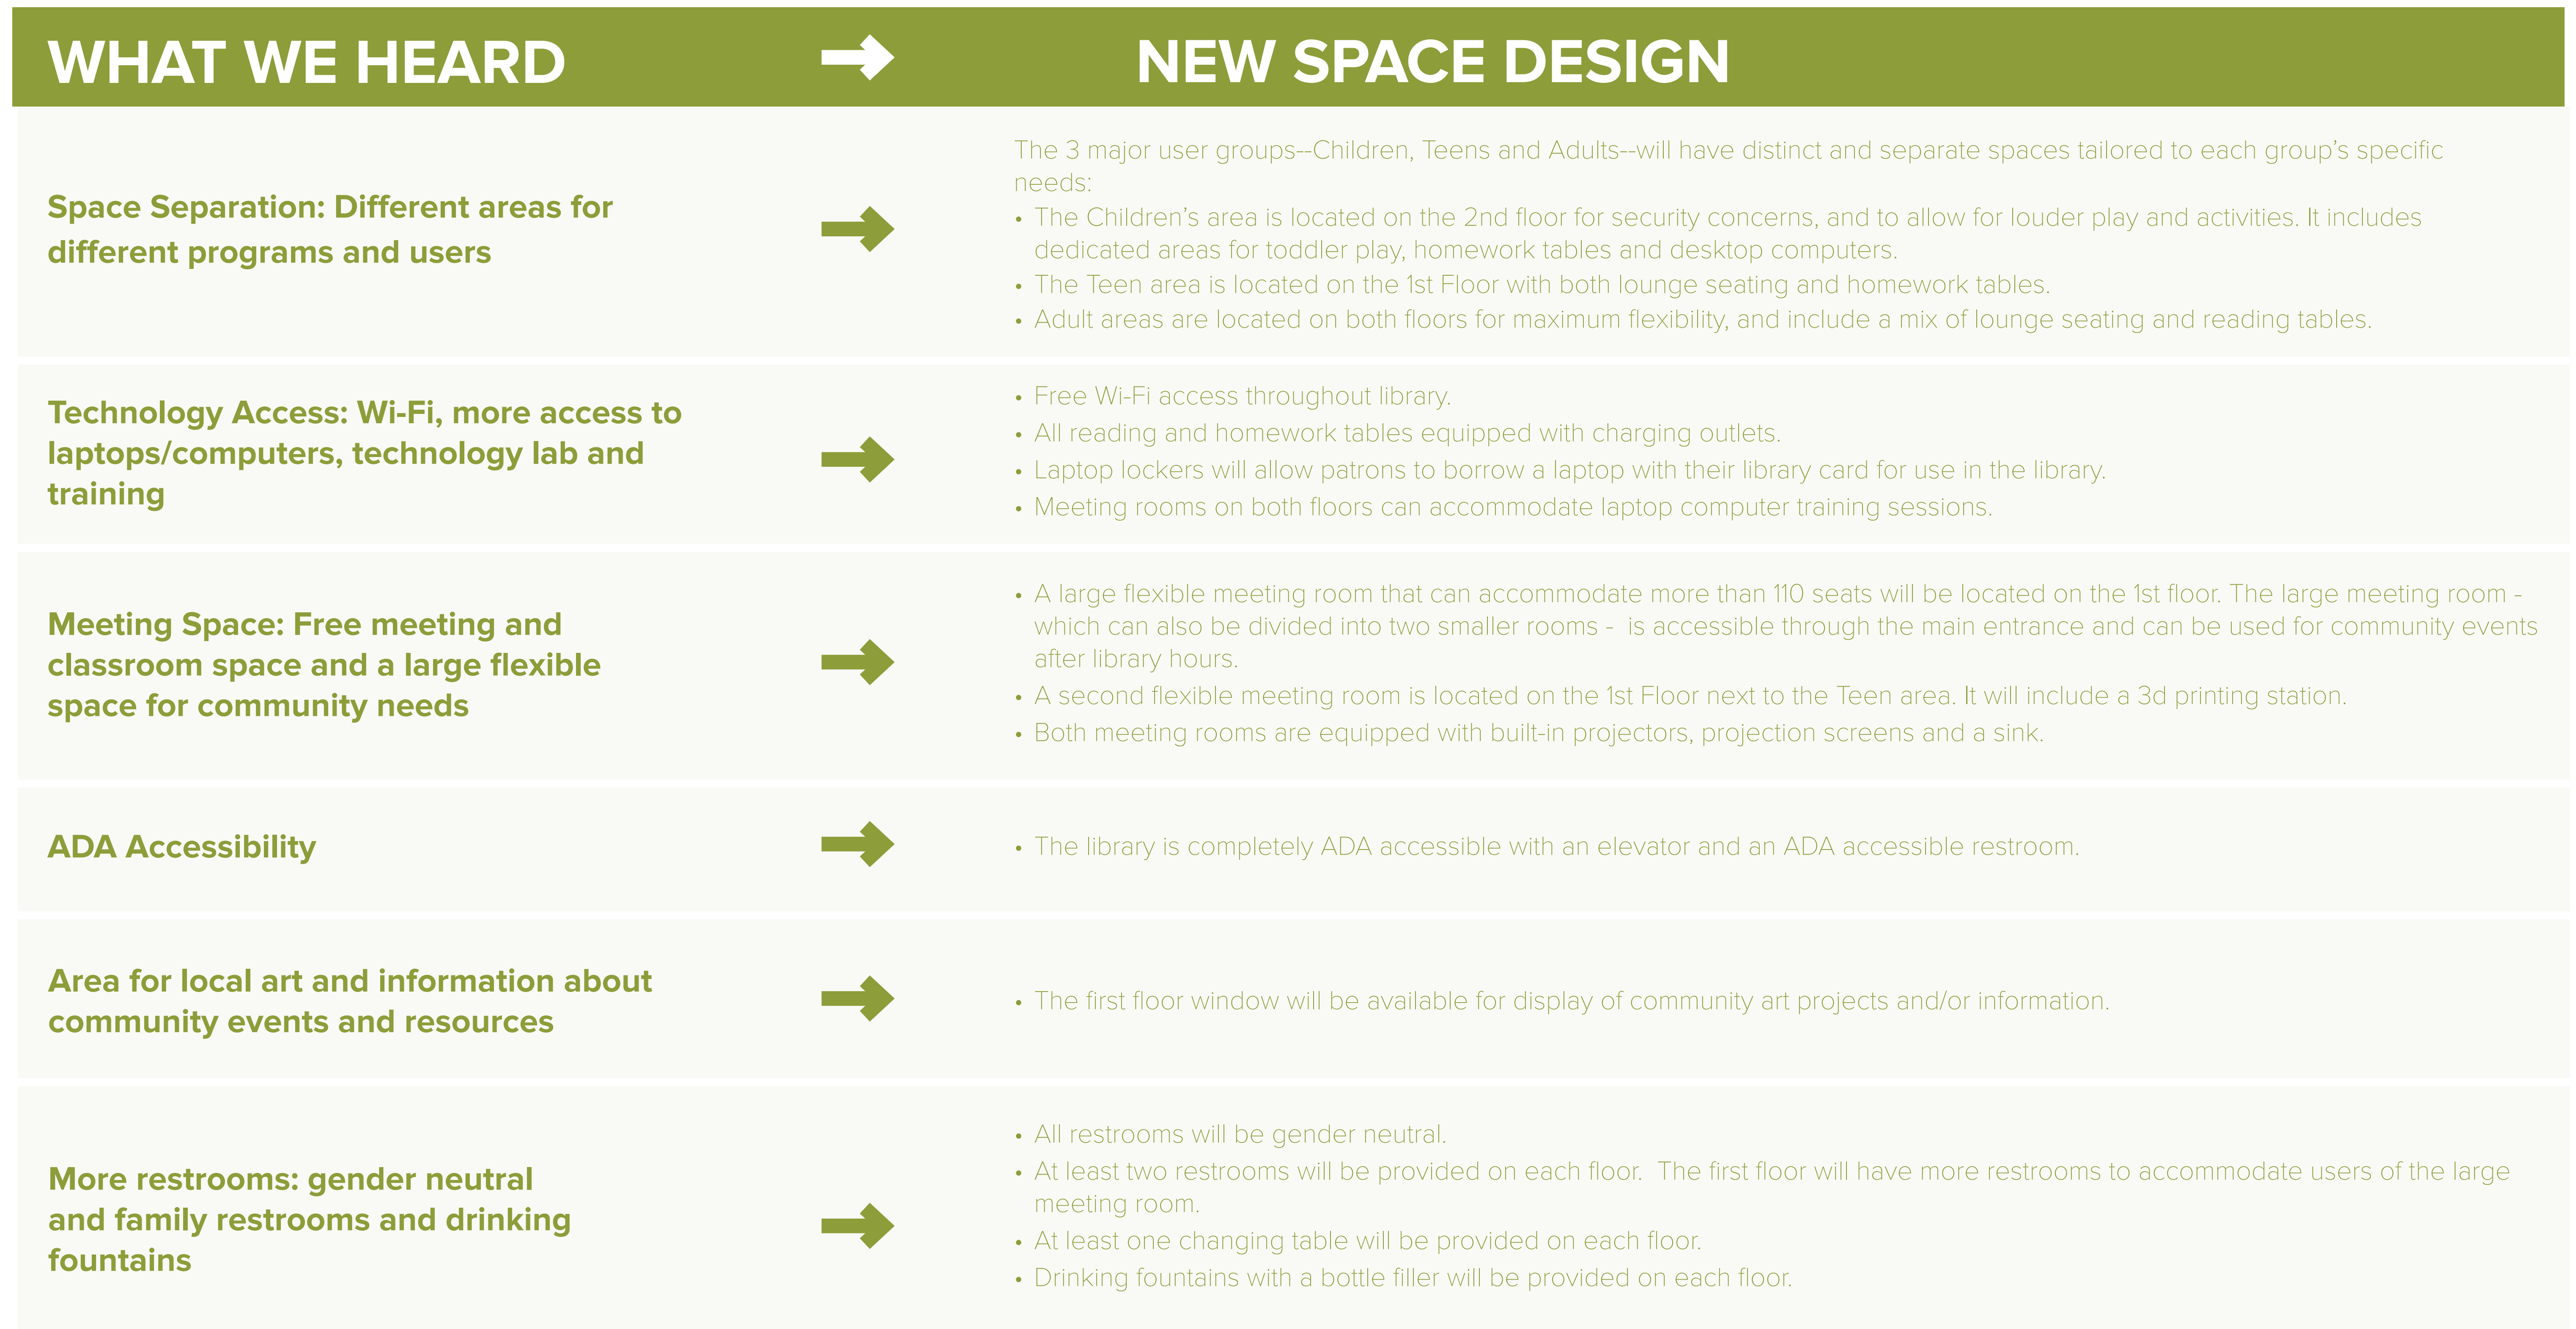 WHAT WE HEARD
NEW SPACE DESIGN
Space Separation: Different areas for
different programs and users
The 3 major user groups--Children, Teens and Adults--will have distinct and separate spaces tailored to each group’s specific
needs:
• The Children’s area is located on the 2nd floor for security concerns, and to allow for louder play and activities. It includes
dedicated areas for toddler play, homework tables and desktop computers.
• The Teen area is located on the 1st Floor with both lounge seating and homework tables.
• Adult areas are located on both floors for maximum flexibility, and include a mix of lounge seating and reading tables.
Technology Access: Wi-Fi, more access to
laptops/computers, technology lab and
training
• Free Wi-Fi access throughout library.
• All reading and homework tables equipped with charging outlets.
• Laptop lockers will allow patrons to borrow a laptop with their library card for use in the library.
• Meeting rooms on both floors can accommodate laptop computer training sessions.
Meeting Space: Free meeting and
classroom space and a large flexible
space for community needs
• A large flexible meeting room that can accommodate more than 110 seats will be located on the 1st floor. The large meeting room -
which can also be divided into two smaller rooms -  is accessible through the main entrance and can be used for community events
after library hours.
• A second flexible meeting room is located on the 1st Floor next to the Teen area. It will include a 3d printing station.
• Both meeting rooms are equipped with built-in projectors, projection screens and a sink.
ADA Accessibility
• The library is completely ADA accessible with an elevator and an ADA accessible restroom.
Area for local art and information about
community events and resources
• The first floor window will be available for display of community art projects and/or information.
More restrooms: gender neutral
and family restrooms and drinking
fountains
• All restrooms will be gender neutral.
• At least two restrooms will be provided on each floor.  The first floor will have more restrooms to accommodate users of the large
meeting room.
• At least one changing table will be provided on each floor.
• Drinking fountains with a bottle filler will be provided on each floor.